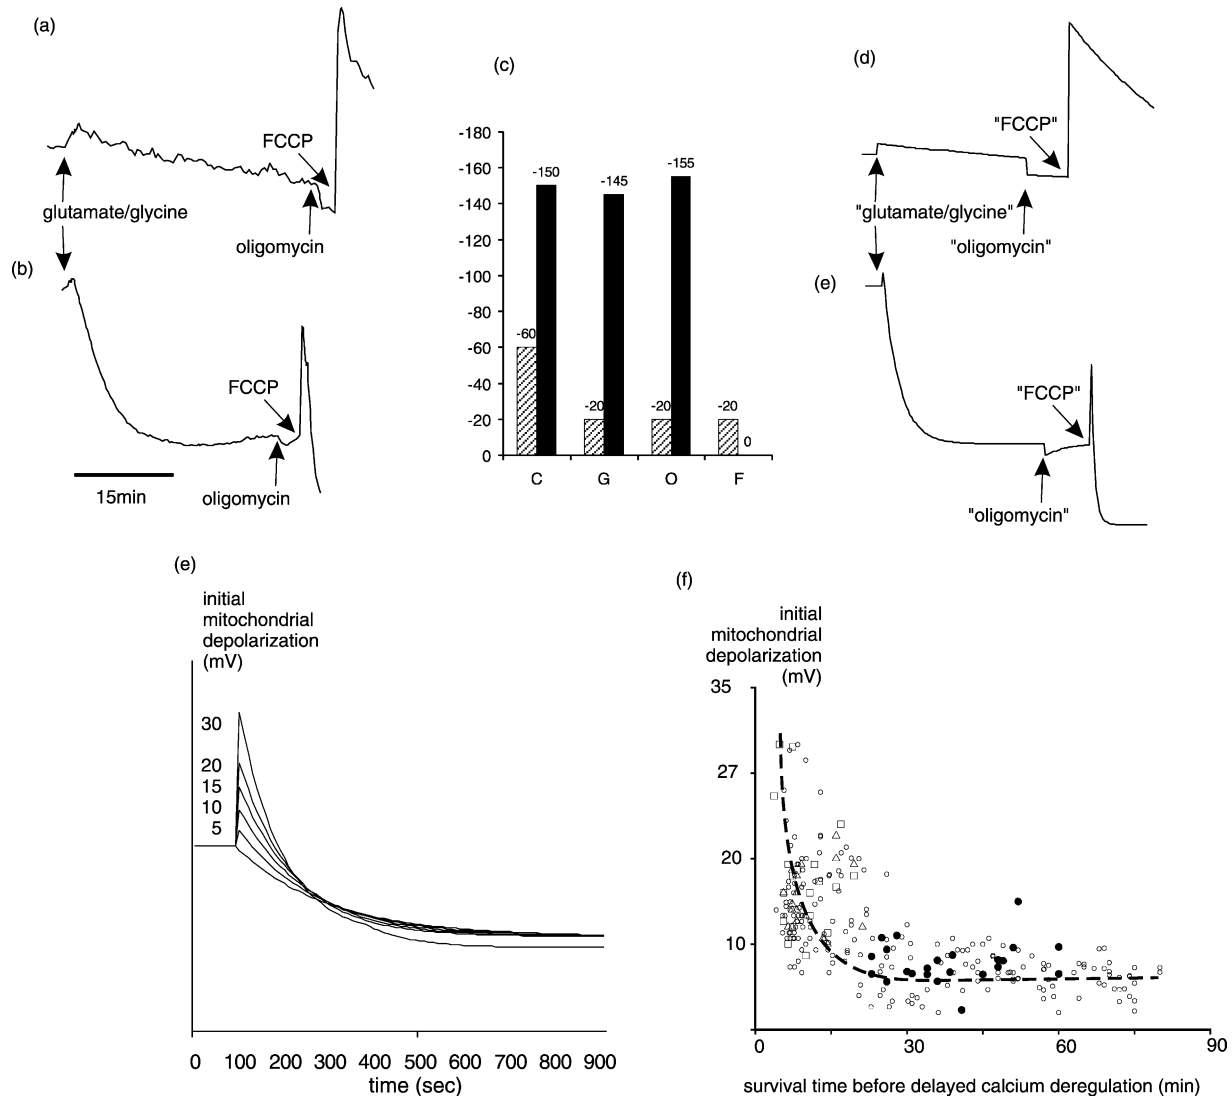 (a)
FCCP
glutamate/glycine
oligomycin
(b)
FCCP
15min
oligomycin
(c)
-180
-160
-140
-120
-100
-80
-60
-40
-20
0
-60
-150
-20
-145
-20
-155
-20
0
C G O F
(d)
"FCCP"
"glutamate/glycine"
"oligomycin"
(e)
"FCCP"
"oligomycin"
(e)
initial
mitochondrial
depolarization
(mV)
30
20
15
10
5
0 100 200 300 400 500 600 700 800 900
time (sec)
(f)
initial
mitochondrial
depolarization
(mV)
35
27
20
10
0 30 60 90
survival time before delayed calcium deregulation (min)